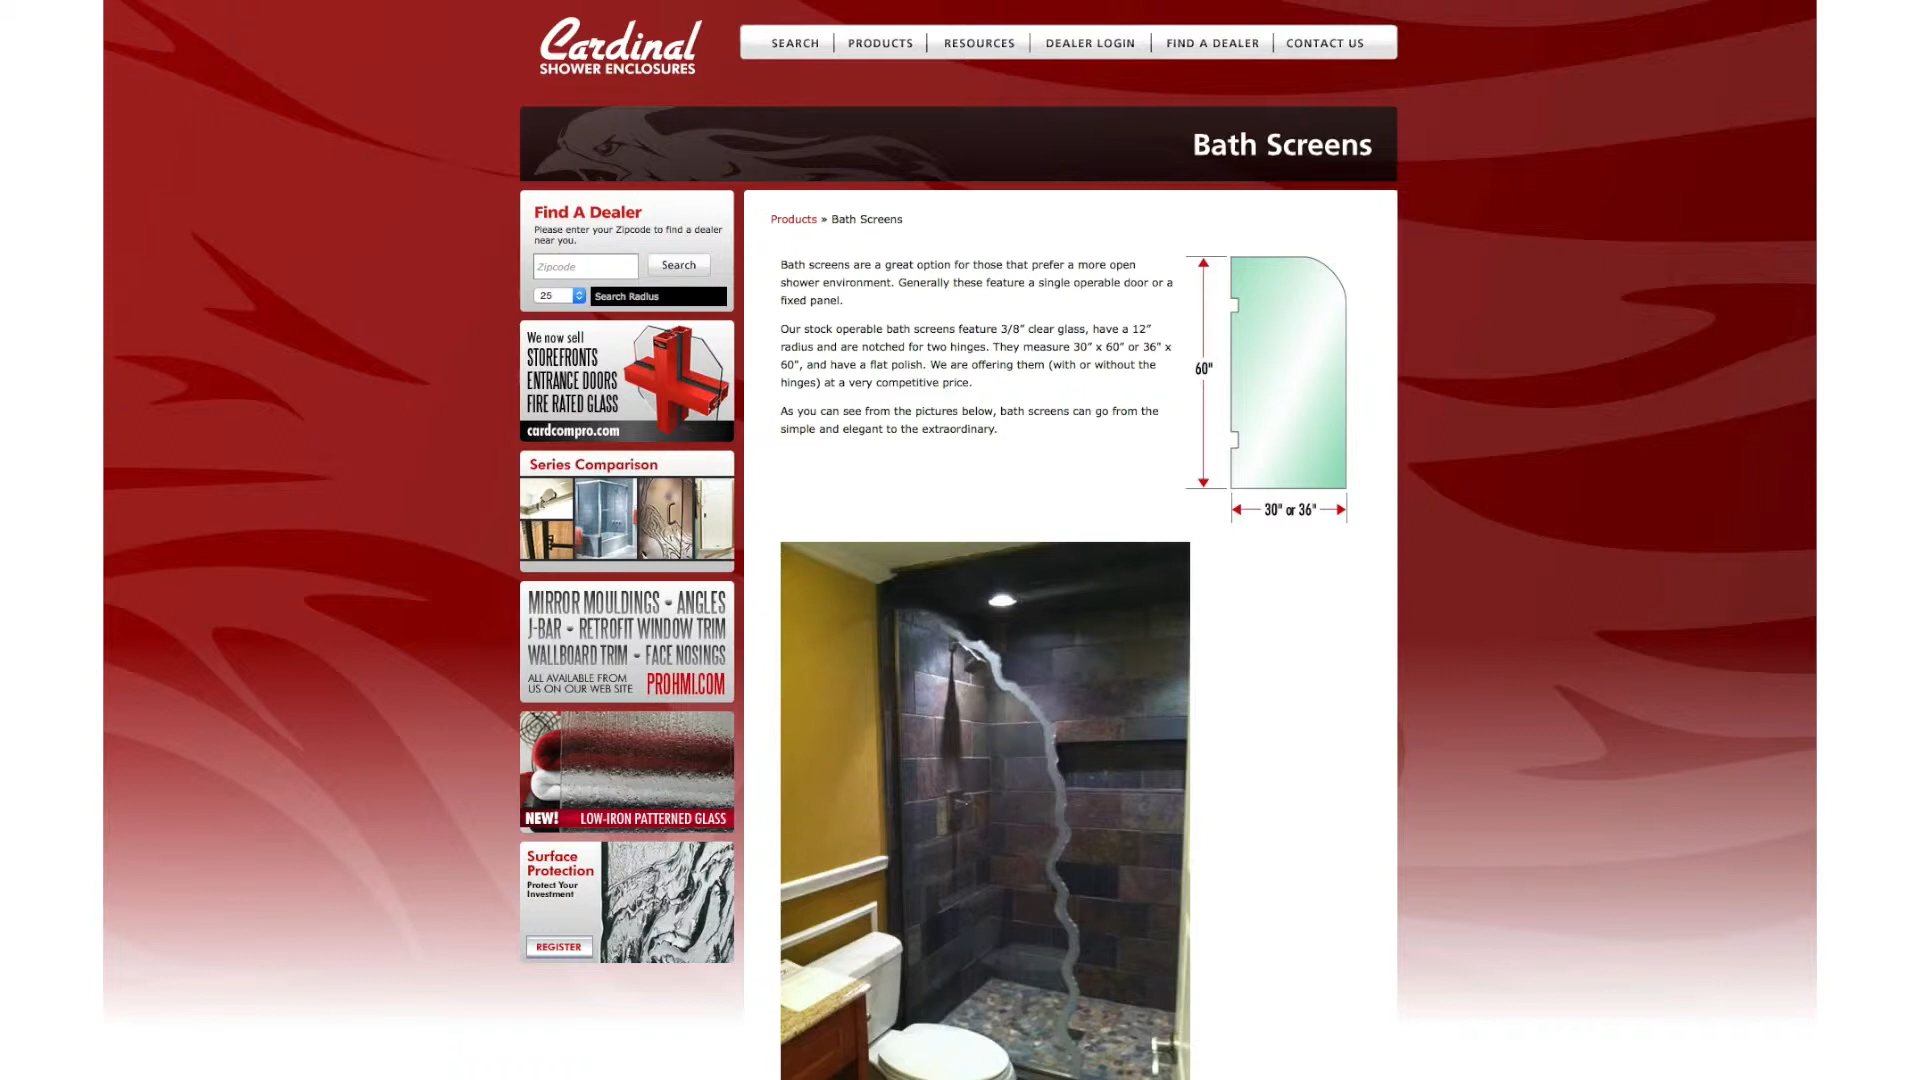 Cardinal
SHOWER ENCLOSURES
SEARCH
PRODUCTS
RESOURCES
DEALER LOGIN
FIND A DEALER
CONTACT US
Bath Screens
Find A Dealer
Please enter your Zipcode to find a dealer
near you.
Zipcode
Search
25
Search Radius
We now sell
STOREFRONTS
ENTRANCE DOORS
FIRE RATED GLASS
cardcompro.com
Series Comparison
MIRROR MOULDINGS • ANGLES
J-BAR • RETROFIT WINDOW TRIM
WALLBOARD TRIM • FACE NOSINGS
ALL AVAILABLE FROM
US ON OUR WEB SITE
PROHMI.COM
NEW! LOW-IRON PATTERNED GLASS
Surface
Protection
Protect Your
Investment
REGISTER
Products » Bath Screens
Bath screens are a great option for those that prefer a more open
shower environment. Generally these feature a single operable door or a
fixed panel.
Our stock operable bath screens feature 3/8” clear glass, have a 12”
radius and are notched for two hinges. They measure 30” x 60” or 36" x
60”, and have a flat polish. We are offering them (with or without the
hinges) at a very competitive price.
As you can see from the pictures below, bath screens can go from the
simple and elegant to the extraordinary.
60"
30" or 36"